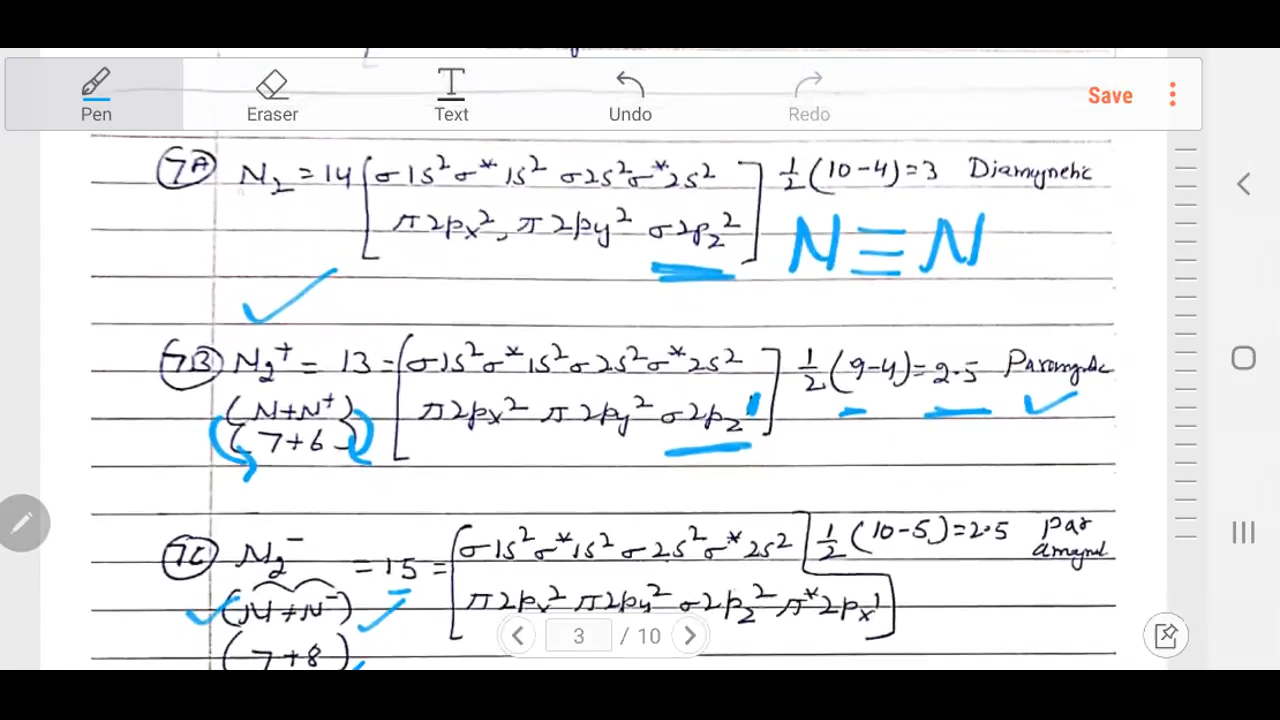 Pen
Eraser
Text
Undo
Redo
Save
7A N₂ = 14 [σ1s² σ*1s² σ2s² σ*2s² ½(10-4)=3 Diamagnetic
π2px², π2py² σ2pz²] N≡N
7B N₂⁺ = 13 = [σ1s² σ*1s² σ2s² σ*2s² ½(9-4)=2.5
(N+N⁺) π2px² π2py² σ2pz¹]
(7+6)
7C N₂⁻ = 15 = [σ1s² σ*1s² σ2s² σ*2s² ½(10-5)=2.5 Par
(N+N⁻) π2px² π2py² σ2pz² π*2px¹]
(7+8)
3 / 10